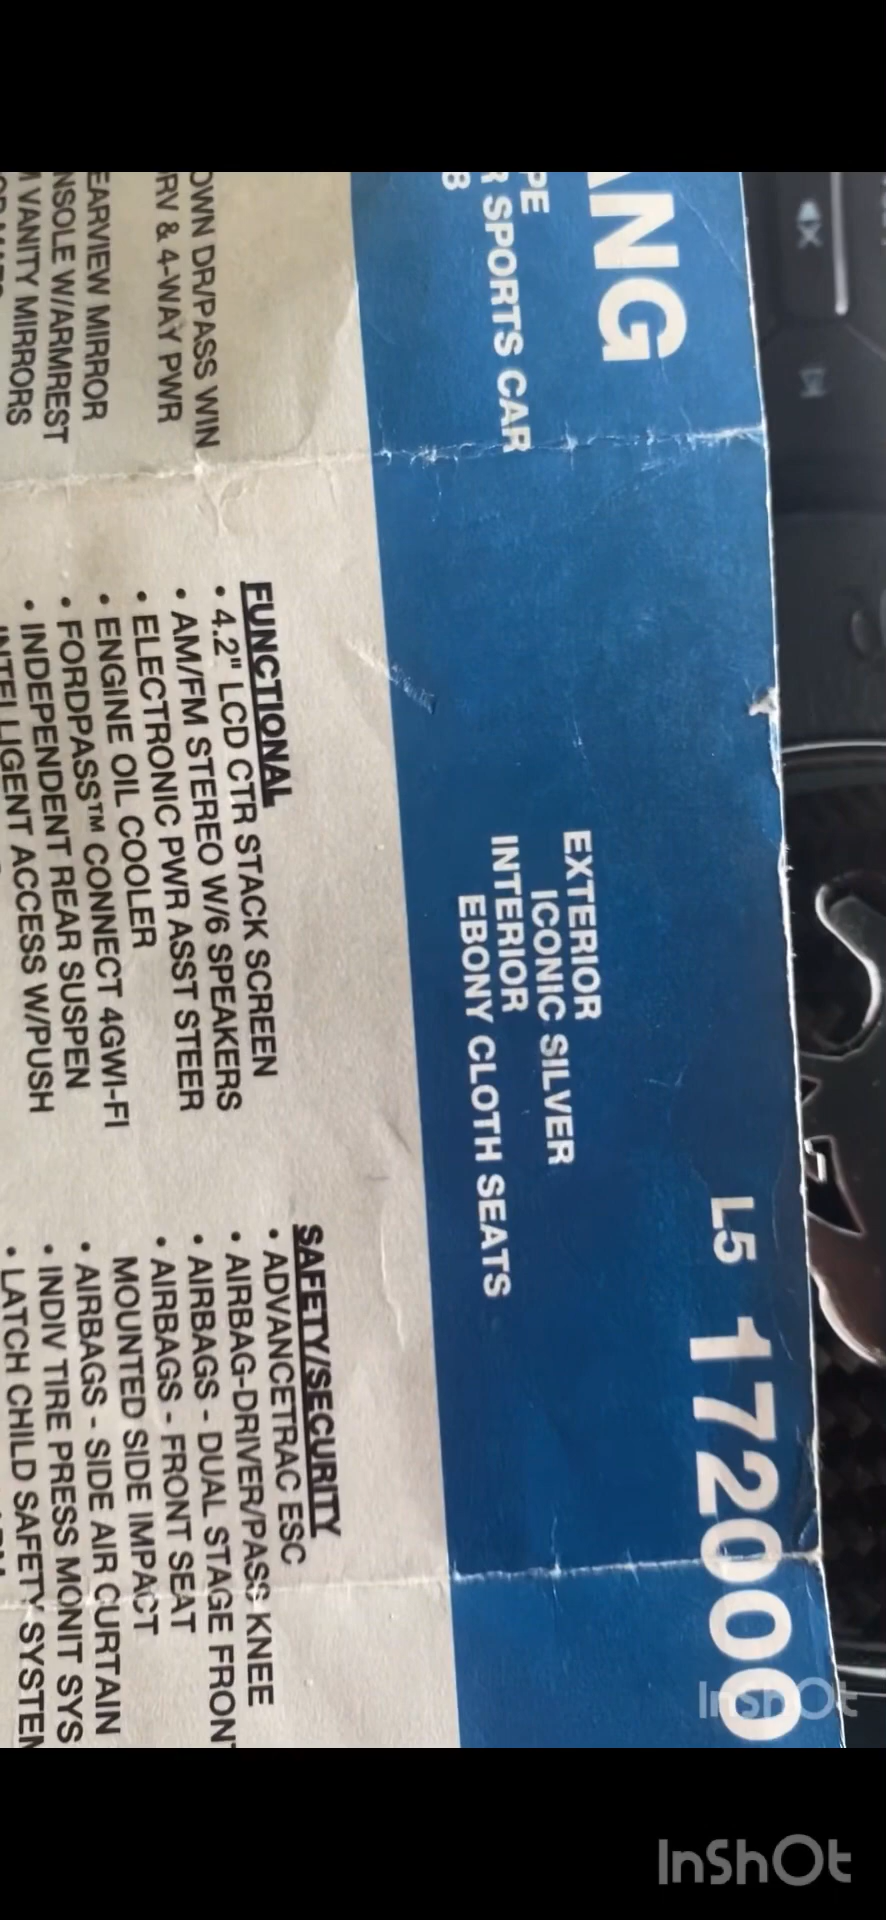 ANG
PE
R SPORTS CAR
8
L5 172000
EXTERIOR
ICONIC SILVER
INTERIOR
EBONY CLOTH SEATS
OWN DR/PASS WIN
RV & 4-WAY PWR
EARVIEW MIRROR
NSOLE W/ARMREST
VANITY MIRRORS
FUNCTIONAL
• 4.2" LCD CTR STACK SCREEN
• AM/FM STEREO W/6 SPEAKERS
• ELECTRONIC PWR ASST STEER
• ENGINE OIL COOLER
• FORDPASS™ CONNECT 4GWI-FI
• INDEPENDENT REAR SUSPEN
INTELLIGENT ACCESS W/PUSH
SAFETY/SECURITY
• ADVANCETRAC ESC
• AIRBAG-DRIVER/PASS KNEE
• AIRBAGS - DUAL STAGE FRONT
• AIRBAGS - FRONT SEAT
MOUNTED SIDE IMPACT
• AIRBAGS - SIDE AIR CURTAIN
• INDIV TIRE PRESS MONIT SYS
• LATCH CHILD SAFETY SYSTEM
InShOt
InShOt